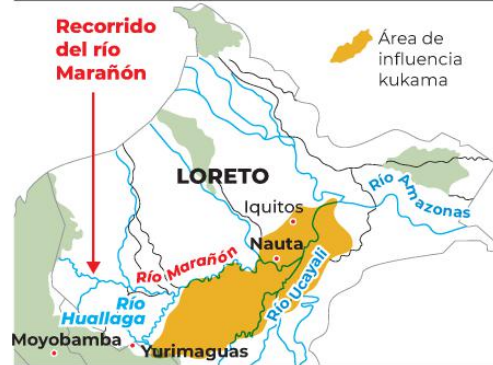 Recorrido
del río
Marañón
Área de
influencia
kukama
LORETO
Iquitos
Río Amazonas
Nauta
Río Marañón
Río Ucayali
Río
Huallaga
Moyobamba
Yurimaguas